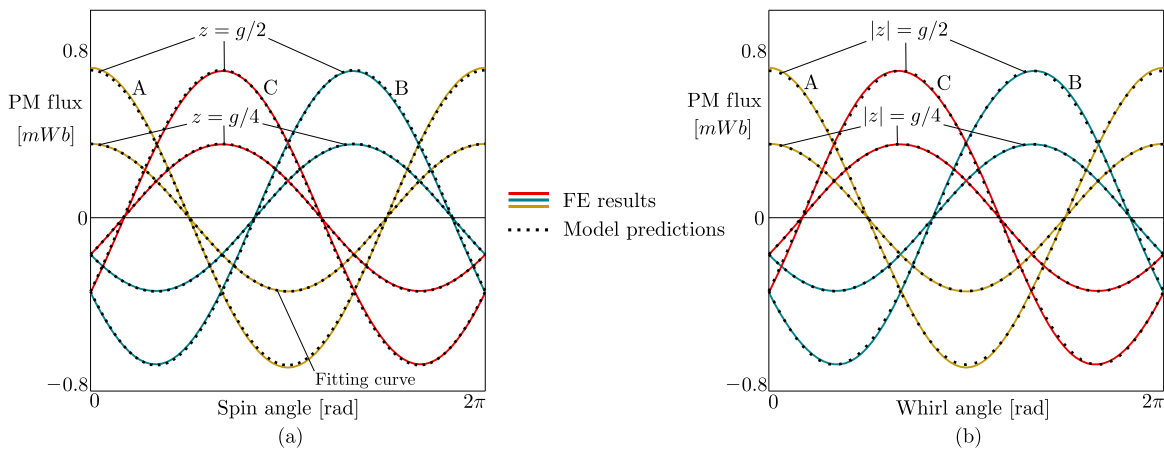 z = g/2
0.8
A
C
B
PM flux
[mWb]
z = g/4
0
Fitting curve
−0.8
0
Spin angle [rad]
2π
(a)
FE results
Model predictions
|z| = g/2
0.8
A
C
B
PM flux
[mWb]
|z| = g/4
0
−0.8
0
Whirl angle [rad]
2π
(b)